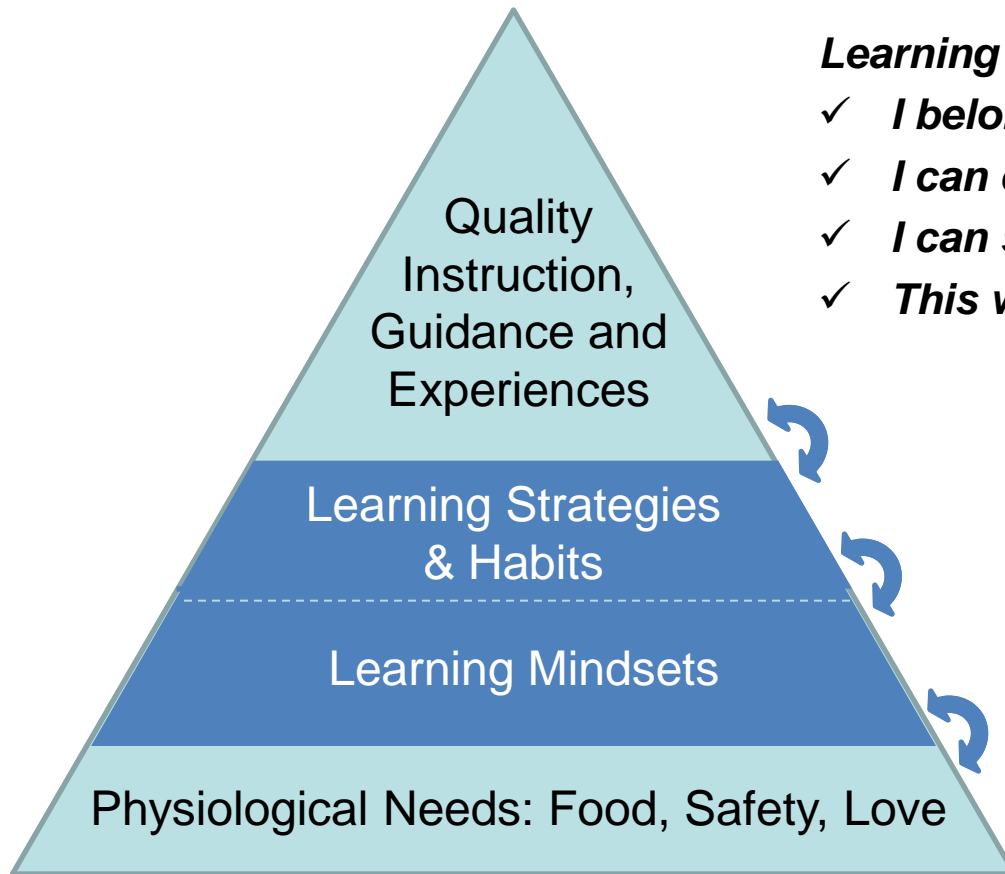 Learning
✓ I
✓ I can
✓ I can
✓ This
Quality
Instruction,
Guidance and
Experiences
Learning Strategies
& Habits
Learning Mindsets
Physiological Needs: Food, Safety, Love